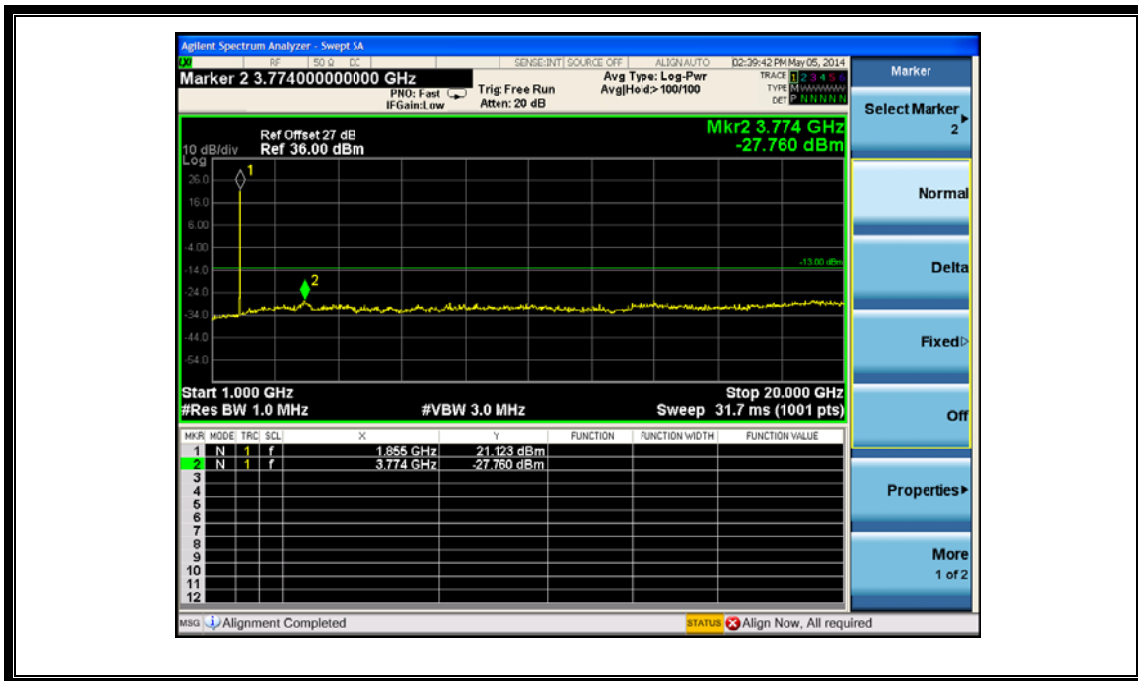 Agilent Spectrum Analyzer - Swept SA
LXI RF 50 Ω DC SENSE:INT SOURCE OFF ALIGNAUTO 02:39:42 PM May 05, 2014
Marker 2 3.774000000000 GHz
PNO: Fast
IFGain:Low
Trig: Free Run
Atten: 20 dB
Avg Type: Log-Pwr
Avg|Hold:> 100/100
TRACE 1 2 3 4 5 6
TYPE M
DET P N N N N N
Ref Offset 27 dB
10 dB/div Ref 36.00 dBm
Log
Mkr2 3.774 GHz
-27.760 dBm
1
26.0
16.0
6.00
-4.00
-13.00 dBm
-14.0
2
-24.0
-34.0
-44.0
-54.0
Start 1.000 GHz Stop 20.000 GHz
#Res BW 1.0 MHz #VBW 3.0 MHz Sweep 31.7 ms (1001 pts)
MKR MODE TRC SCL X Y FUNCTION FUNCTION WIDTH FUNCTION VALUE
1 N 1 f 1.855 GHz 21.123 dBm
2 N 1 f 3.774 GHz -27.760 dBm
3
4
5
6
7
8
9
10
11
12
MSG Alignment Completed STATUS Align Now, All required
Marker
Select Marker
2
Normal
Delta
Fixed
Off
Properties
More
1 of 2